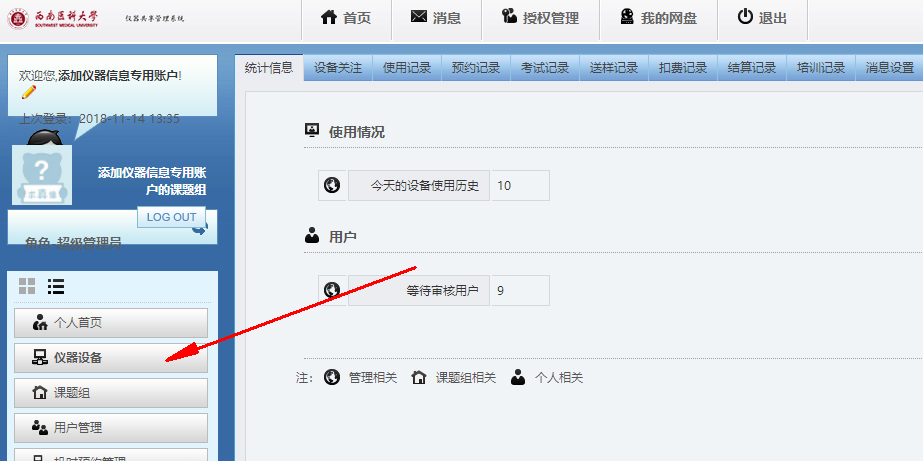 西南医科大学
SOUTHWEST MEDICAL UNIVERSITY
仪器共享管理系统
首页 消息 授权管理 我的网盘 退出
欢迎您,添加仪器信息专用账户!
上次登录：2018-11-14 13:35
?
添加仪器信息专用账
户的课题组
LOG OUT
角色 超级管理员
个人首页
仪器设备
课题组
用户管理
机时预约管理
统计信息 设备关注 使用记录 预约记录 考试记录 送样记录 扣费记录 结算记录 培训记录 消息设置
使用情况
今天的设备使用历史 10
用户
等待审核用户 9
注： 管理相关 课题组相关 个人相关